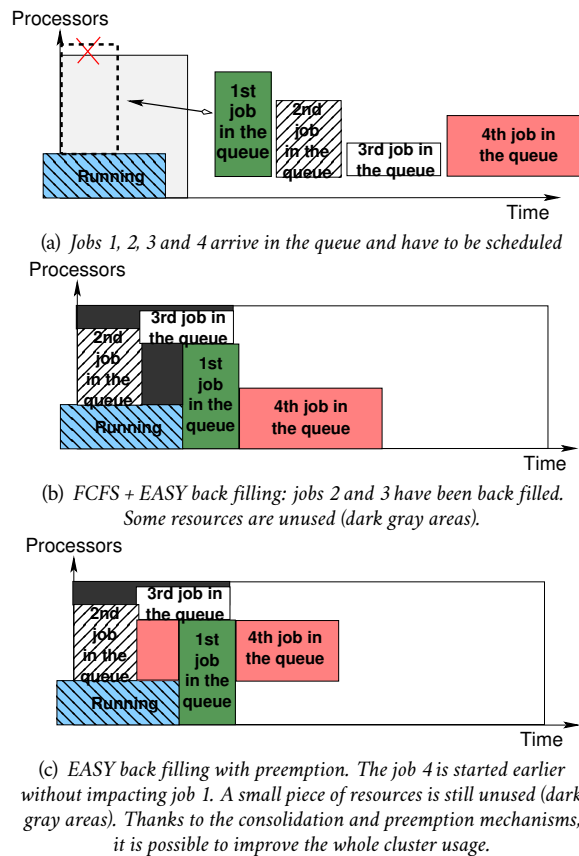 Processors
1st
job
in the
queue
2nd
job
in the
queue
3rd job
in the queue
4th job in
the queue
Running
Time
(a) Jobs 1, 2, 3 and 4 arrive in the queue and have to be scheduled
Processors
3rd job in
the queue
2nd
job
in the
queue
1st
job
in the
queue
4th job in
the queue
Running
Time
(b) FCFS + EASY back filling: jobs 2 and 3 have been back filled.
Some resources are unused (dark gray areas).
Processors
3rd job in
the queue
2nd
job
in the
queue
1st
job
in the
queue
4th job in
the queue
Running
Time
(c) EASY back filling with preemption. The job 4 is started earlier
without impacting job 1. A small piece of resources is still unused (dark
gray areas). Thanks to the consolidation and preemption mechanisms,
it is possible to improve the whole cluster usage.